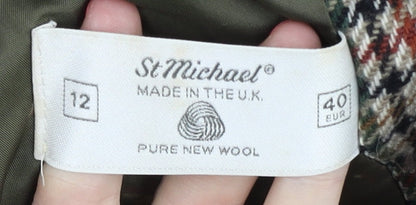 St Michael®
MADE IN THE U.K.
12
40
EUR
PURE NEW WOOL